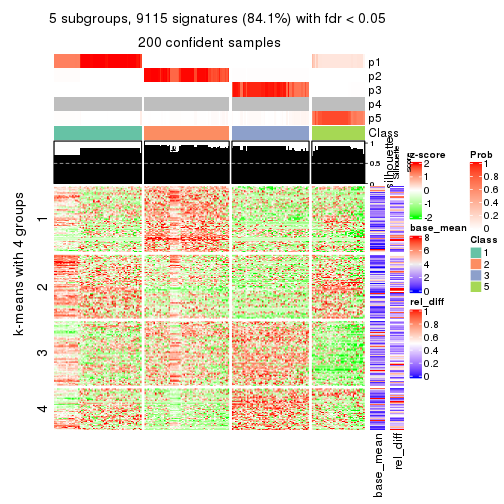 5 subgroups, 9115 signatures (84.1%) with fdr < 0.05
200 confident samples
p1
p2
p3
p4
p5
Class
1
0.5
0
silhouette
Silhouette
score
k-means with 4 groups
1
2
3
4
base_mean
rel_diff
z-score
2
1
0
-1
-2
base_mean
8
6
4
2
0
rel_diff
1
0.8
0.6
0.4
0.2
0
Prob
1
0.8
0.6
0.4
0.2
0
Class
1
2
3
5